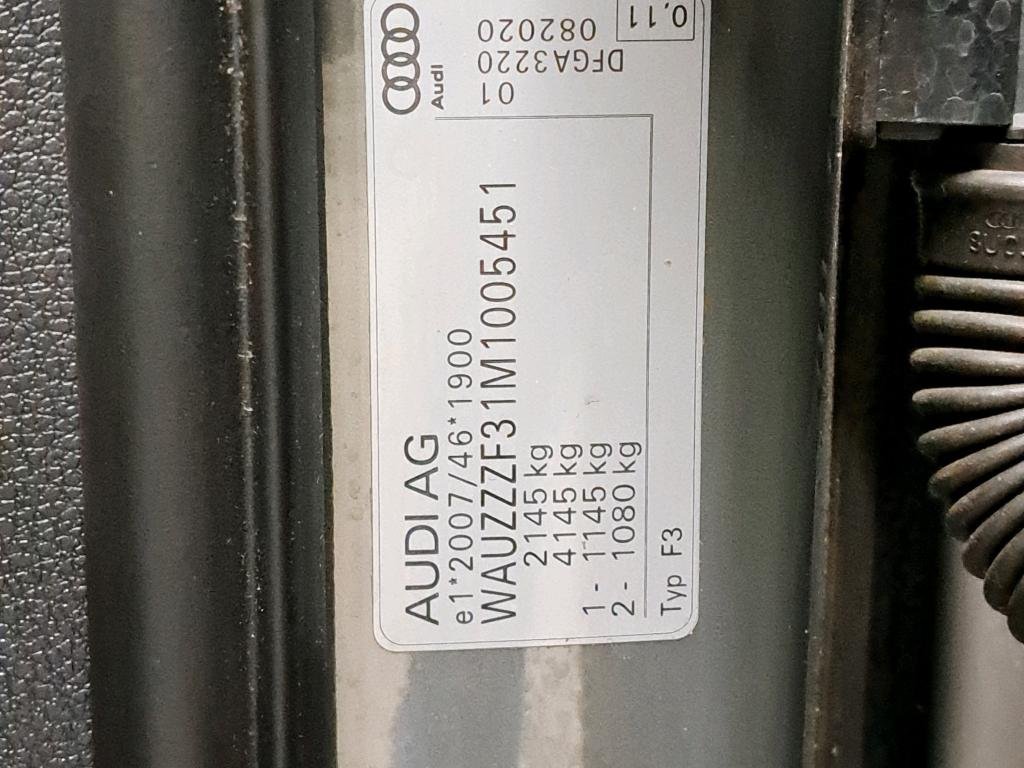 AUDI AG
e1*2007/46*1900
WAUZZZF31M1005451
2145 kg
4145 kg
1 - 1145 kg
2 - 1080 kg
Typ F3
Audi
01
DFGA3220
082020
0,11